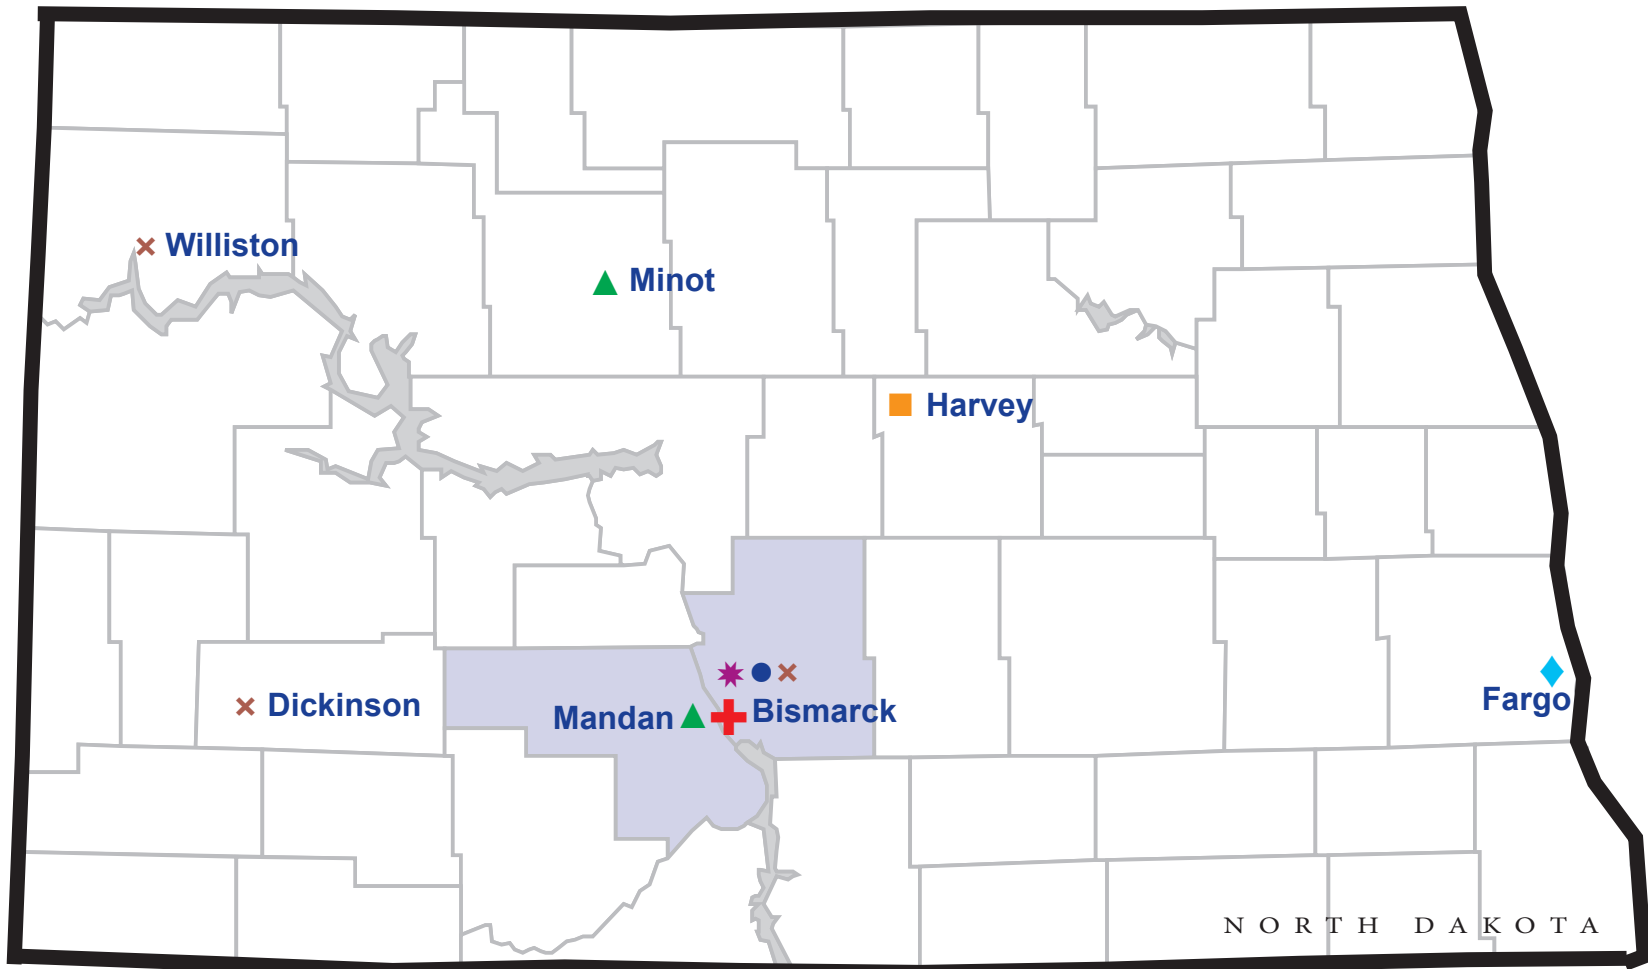 Williston
Minot
Harvey
Dickinson
Mandan
Bismarck
Fargo
NORTH DAKOTA